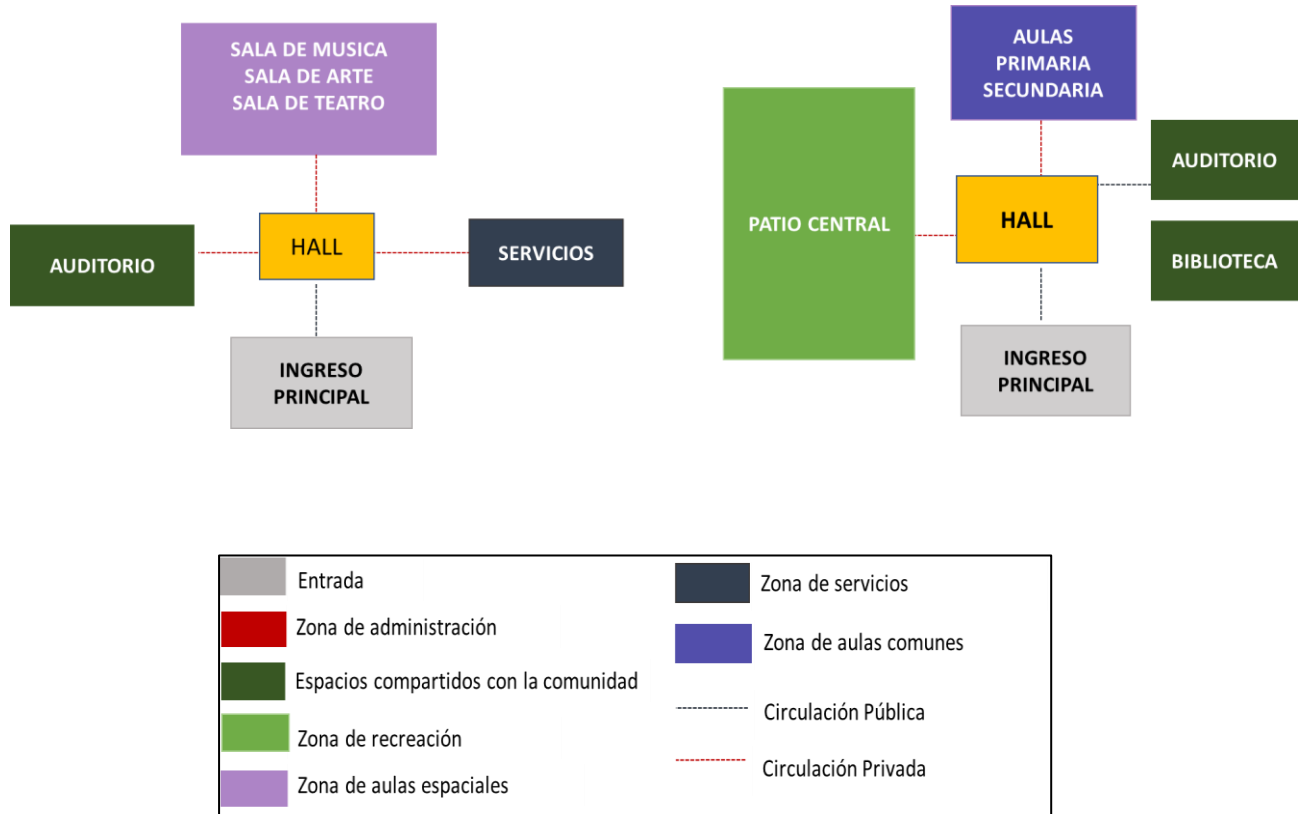 SALA DE MUSICA
SALA DE ARTE
SALA DE TEATRO
AUDITORIO
HALL
SERVICIOS
INGRESO
PRINCIPAL
AULAS
PRIMARIA
SECUNDARIA
PATIO CENTRAL
HALL
AUDITORIO
BIBLIOTECA
INGRESO
PRINCIPAL
Entrada
Zona de administración
Espacios compartidos con la comunidad
Zona de recreación
Zona de aulas espaciales
Zona de servicios
Zona de aulas comunes
Circulación Pública
Circulación Privada